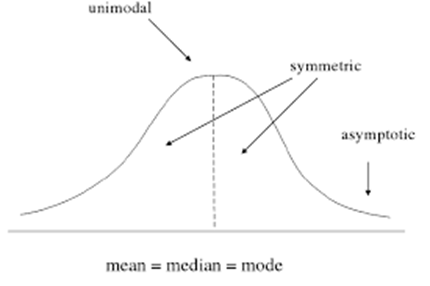 unimodal
symmetric
asymptotic
mean = median = mode